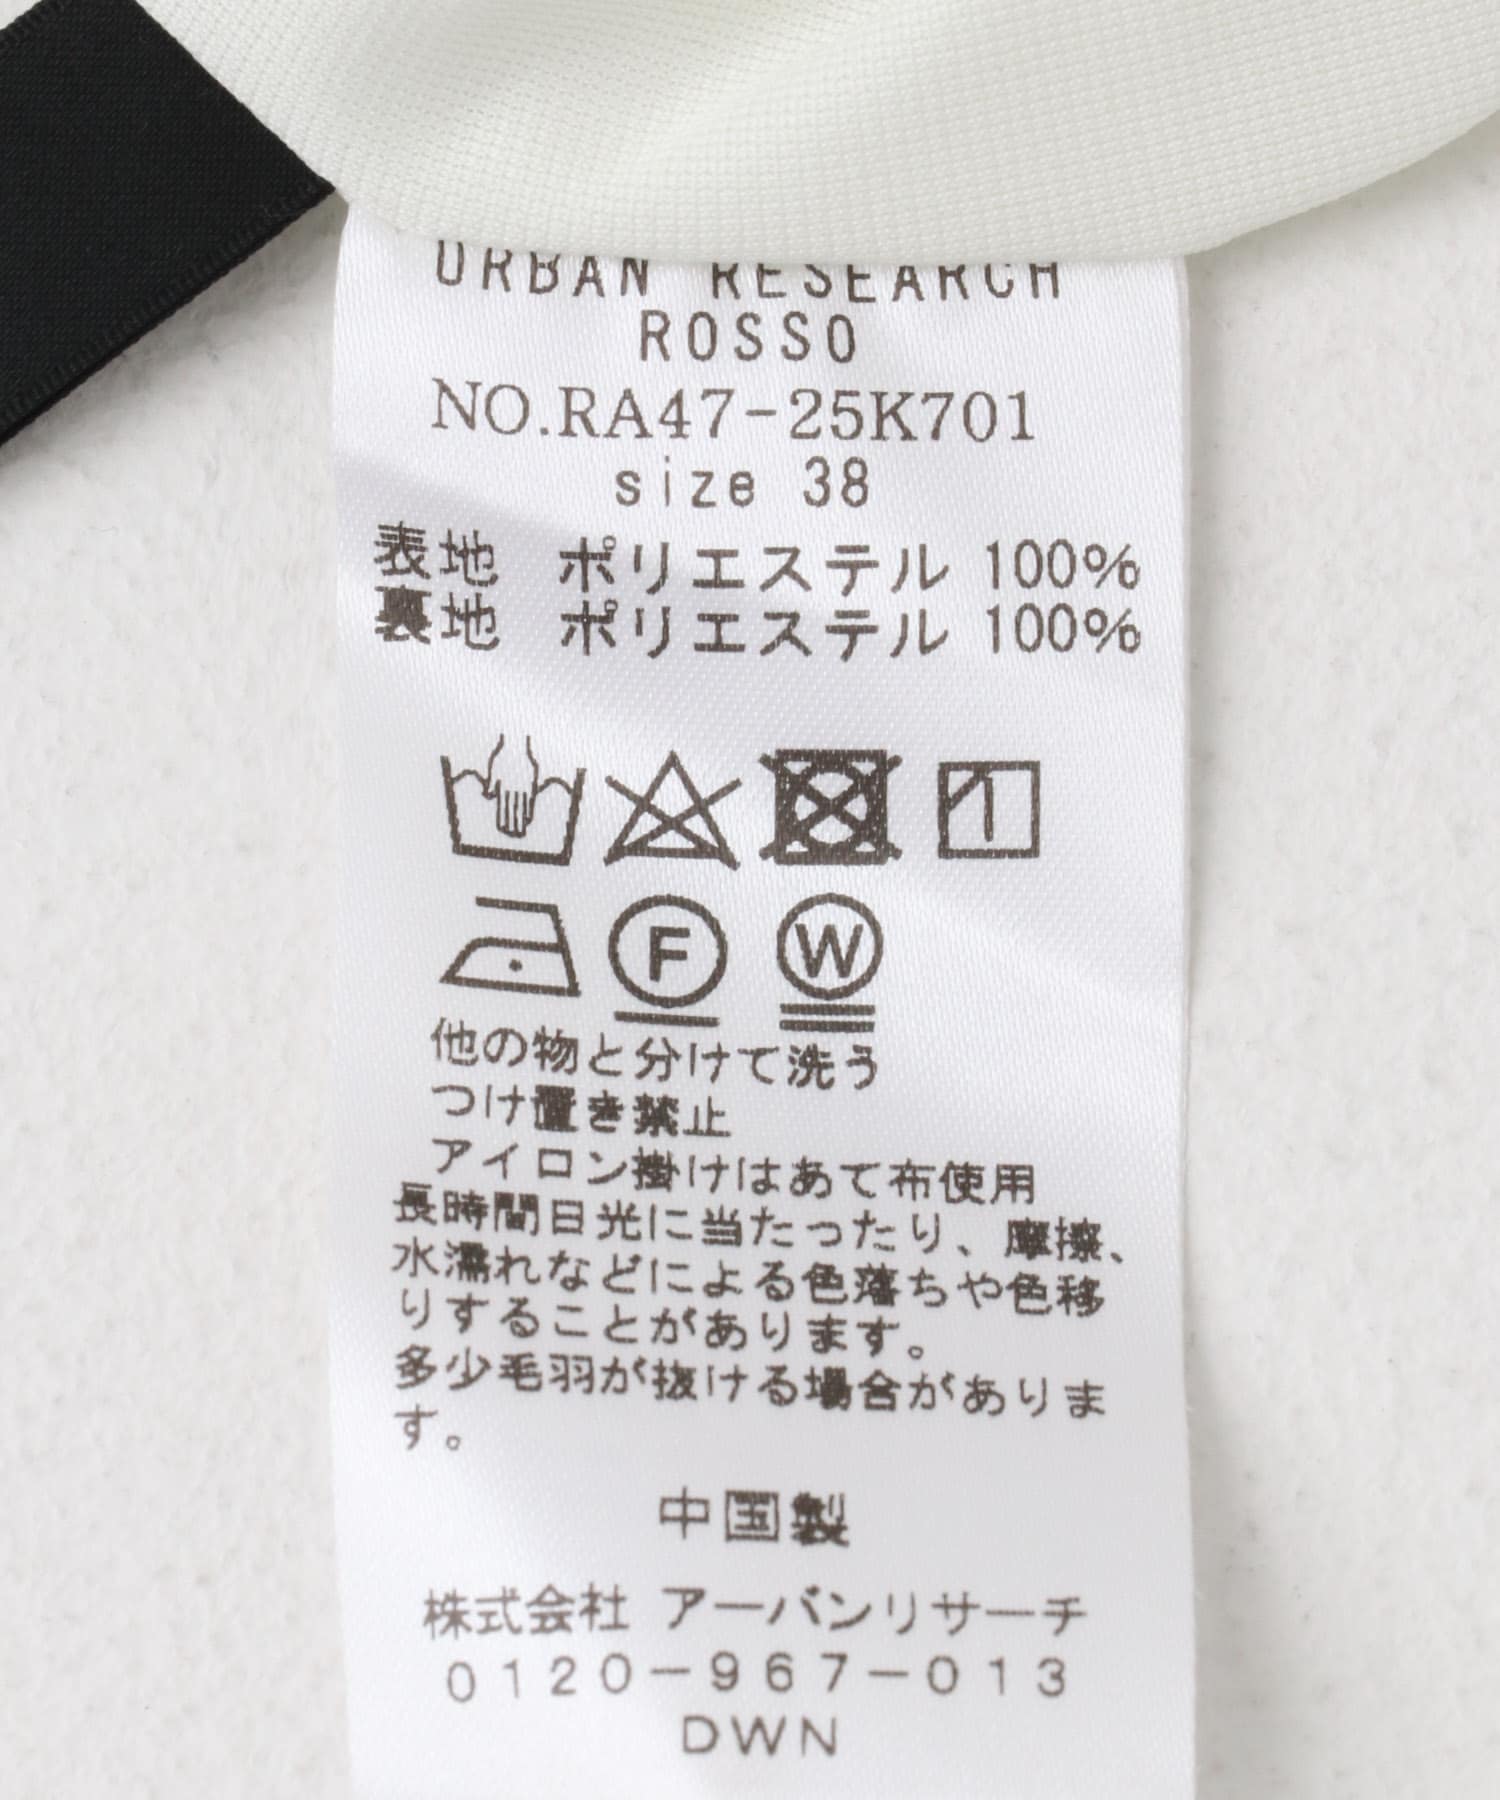 URBAN RESEARCH
ROSSO
NO.RA47-25K701
size 38
表地 ポリエステル 100%
裏地 ポリエステル 100%
1
F W
他の物と分けて洗う
つけ置き禁止
アイロン掛けはあて布使用
長時間日光に当たったり、摩擦、
水濡れなどによる色落ちや色移
りすることがあります。
多少毛羽が抜ける場合がありま
す。
中国製
株式会社 アーバンリサーチ
0120-967-013
DWN